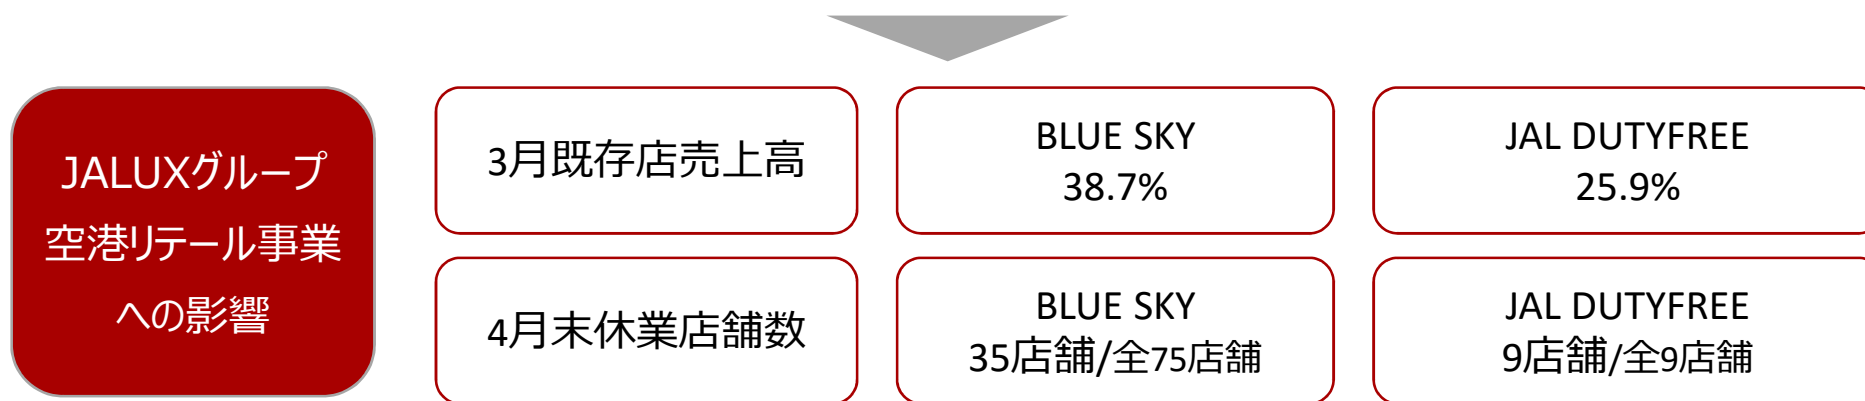 JALUXグループ
空港リテール事業
への影響
3月既存店売上高
BLUE SKY
38.7%
JAL DUTYFREE
25.9%
4月末休業店舗数
BLUE SKY
35店舗/全75店舗
JAL DUTYFREE
9店舗/全9店舗